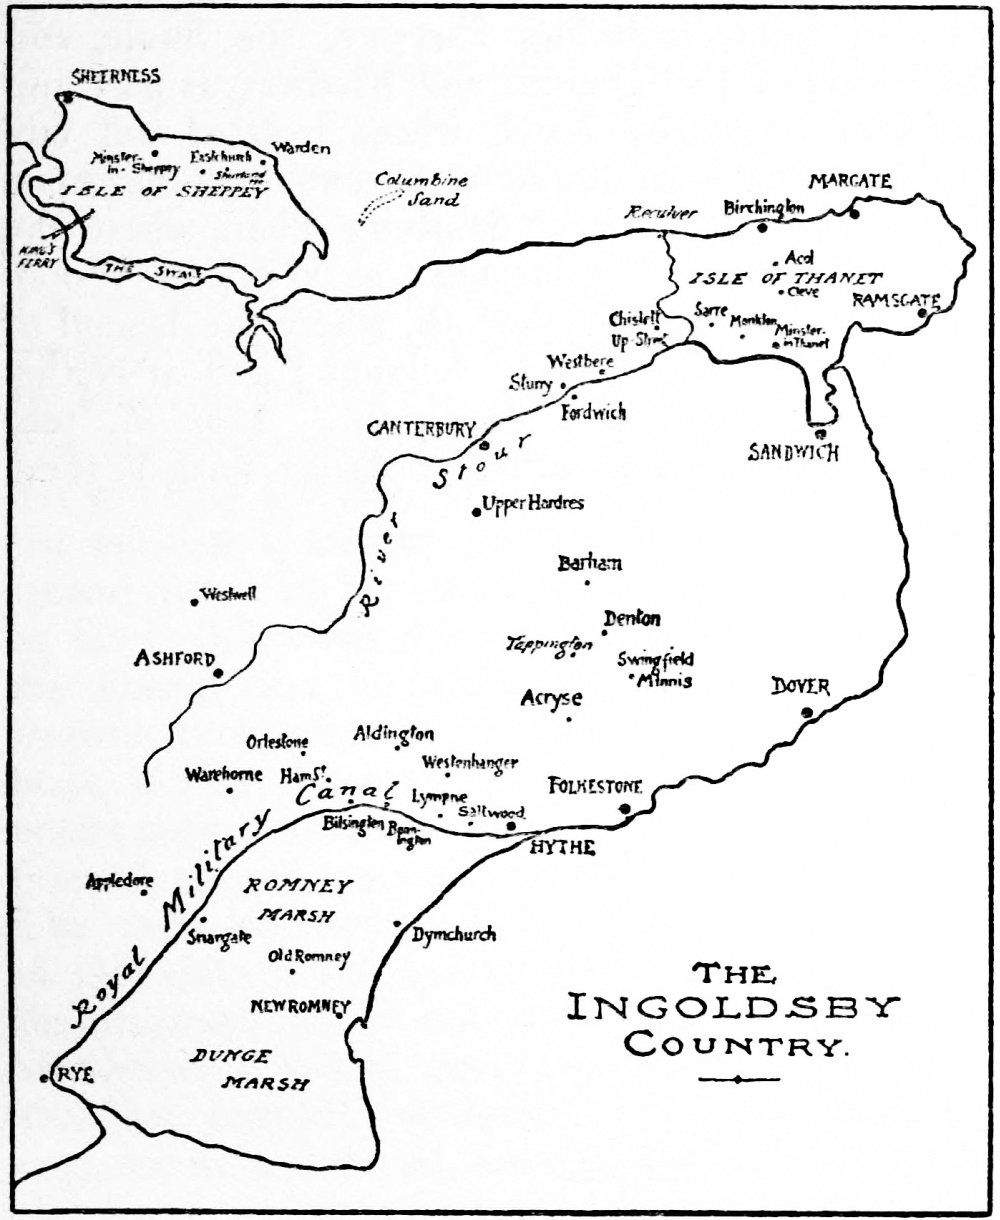 SHEERNESS
Minster-
in-Sheppey
Eastchurch
Shurland
Ho.
Warden
ISLE OF SHEPPEY
KING'S
FERRY
THE SWALE
Columbine
Sand
Reculver
Birchington
MARGATE
Acol
ISLE OF THANET
Cleve
RAMSGATE
Sarre
Monkton
Minster-
in Thanet
Chislett
Up-Street
Westbere
Sturry
Fordwich
CANTERBURY
River Stour
SANDWICH
Upper Hardres
Barham
Westwell
Denton
Tappington
Swingfield
Minnis
ASHFORD
Acryse
DOVER
Orlestone
Aldington
Westenhanger
Warehorne
Ham St.
FOLKESTONE
Lympne
Saltwood
Bilsington
Bonn-
ington
HYTHE
Royal Military Canal
Appledore
ROMNEY
MARSH
Snargate
Dymchurch
Old Romney
NEW ROMNEY
DUNGE
MARSH
RYE
THE
INGOLDSBY
COUNTRY.